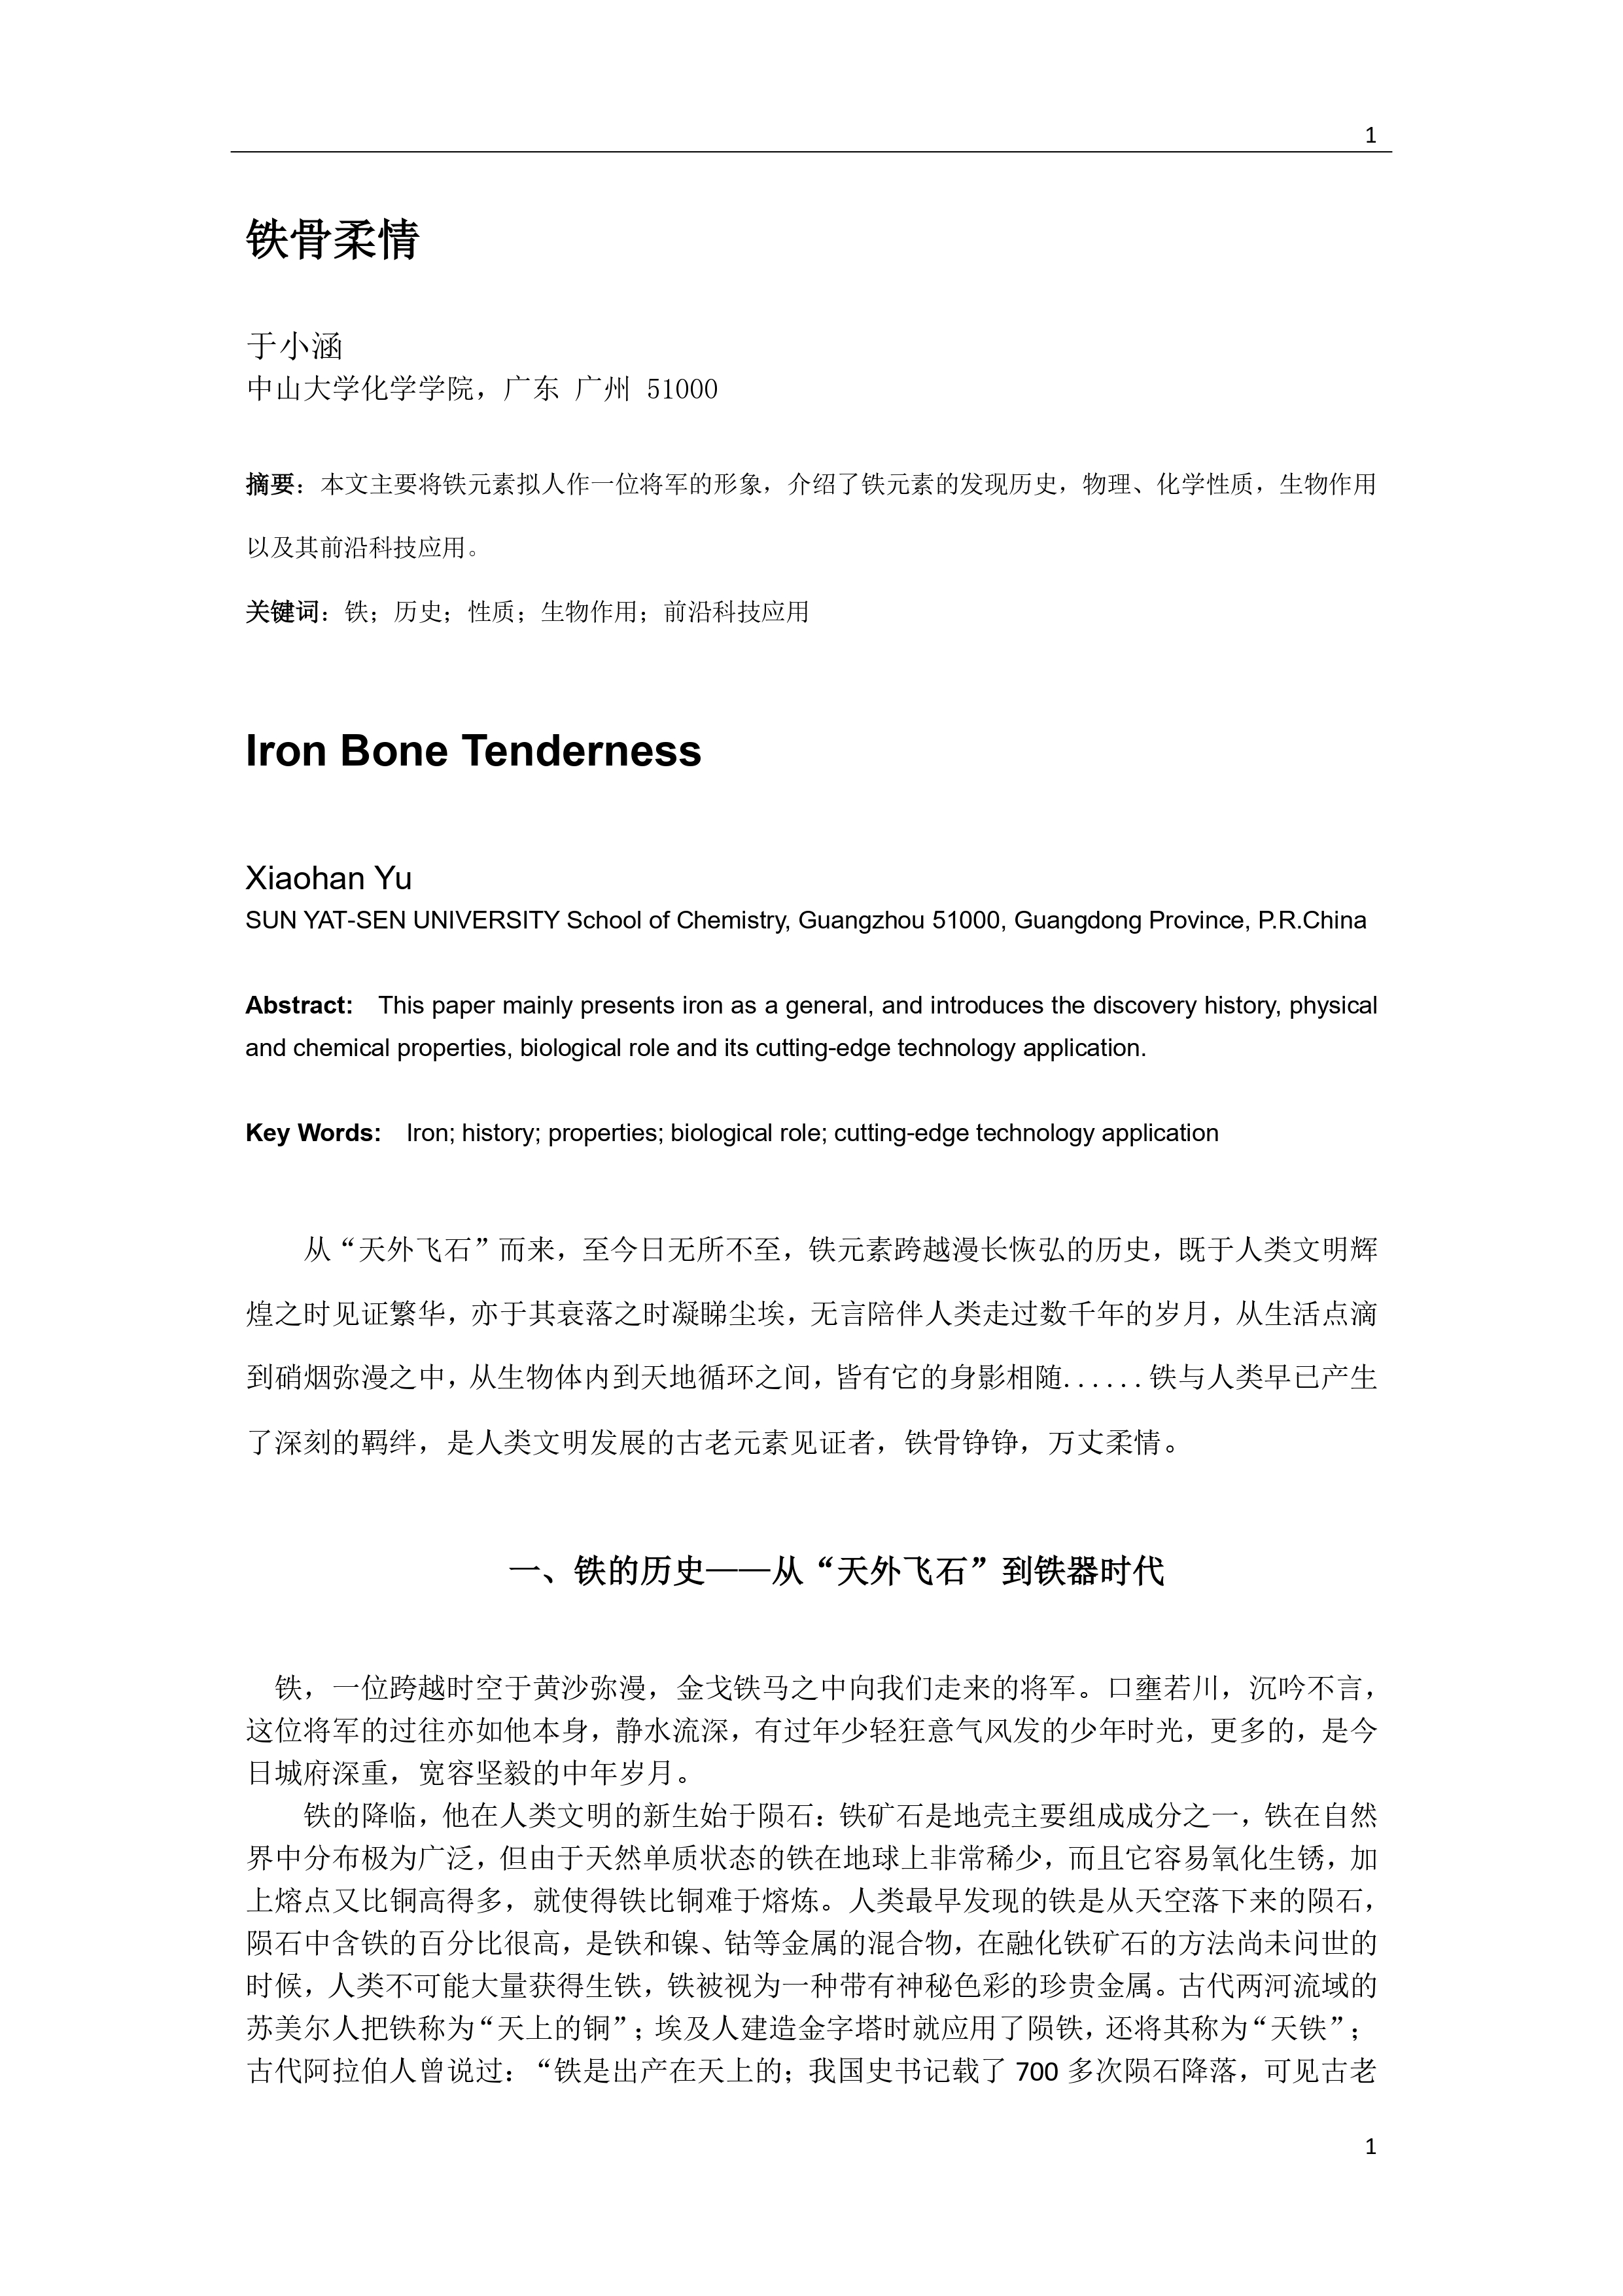 1
铁骨柔情
于小涵
中山大学化学学院，广东 广州 51000
摘要：本文主要将铁元素拟人作一位将军的形象，介绍了铁元素的发现历史，物理、化学性质，生物作用
以及其前沿科技应用。
关键词：铁；历史；性质；生物作用；前沿科技应用
Iron Bone Tenderness
Xiaohan Yu
SUN YAT-SEN UNIVERSITY School of Chemistry, Guangzhou 51000, Guangdong Province, P.R.China
Abstract: This paper mainly presents iron as a general, and introduces the discovery history, physical
and chemical properties, biological role and its cutting-edge technology application.
Key Words: Iron; history; properties; biological role; cutting-edge technology application
从“天外飞石”而来，至今日无所不至，铁元素跨越漫长恢弘的历史，既于人类文明辉
煌之时见证繁华，亦于其衰落之时凝睇尘埃，无言陪伴人类走过数千年的岁月，从生活点滴
到硝烟弥漫之中，从生物体内到天地循环之间，皆有它的身影相随......铁与人类早已产生
了深刻的羁绊，是人类文明发展的古老元素见证者，铁骨铮铮，万丈柔情。
一、铁的历史——从“天外飞石”到铁器时代
铁，一位跨越时空于黄沙弥漫，金戈铁马之中向我们走来的将军。口壅若川，沉吟不言，
这位将军的过往亦如他本身，静水流深，有过年少轻狂意气风发的少年时光，更多的，是今
日城府深重，宽容坚毅的中年岁月。
铁的降临，他在人类文明的新生始于陨石：铁矿石是地壳主要组成成分之一，铁在自然
界中分布极为广泛，但由于天然单质状态的铁在地球上非常稀少，而且它容易氧化生锈，加
上熔点又比铜高得多，就使得铁比铜难于熔炼。人类最早发现的铁是从天空落下来的陨石，
陨石中含铁的百分比很高，是铁和镍、钴等金属的混合物，在融化铁矿石的方法尚未问世的
时候，人类不可能大量获得生铁，铁被视为一种带有神秘色彩的珍贵金属。古代两河流域的
苏美尔人把铁称为“天上的铜”；埃及人建造金字塔时就应用了陨铁，还将其称为“天铁”；
古代阿拉伯人曾说过：“铁是出产在天上的；我国史书记载了 700 多次陨石降落，可见古老
1